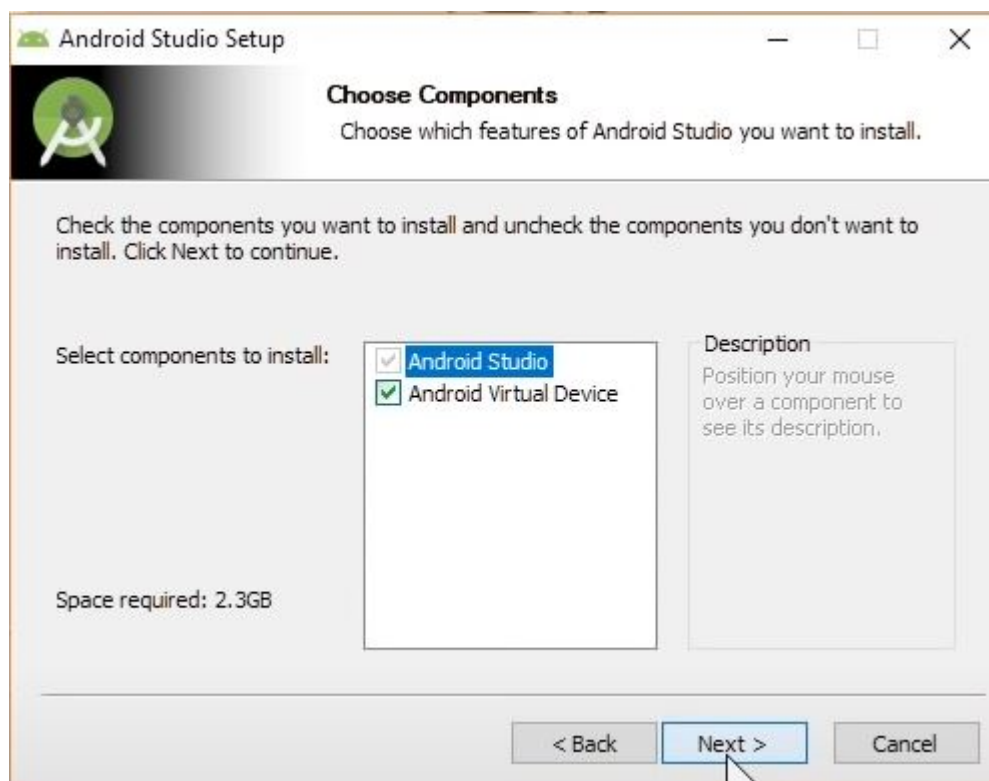 Android Studio Setup
Choose Components
Choose which features of Android Studio you want to install.
Check the components you want to install and uncheck the components you don't want to
install. Click Next to continue.
Select components to install:
Android Studio
Android Virtual Device
Description
Position your mouse
over a component to
see its description.
Space required: 2.3GB
< Back
Next >
Cancel